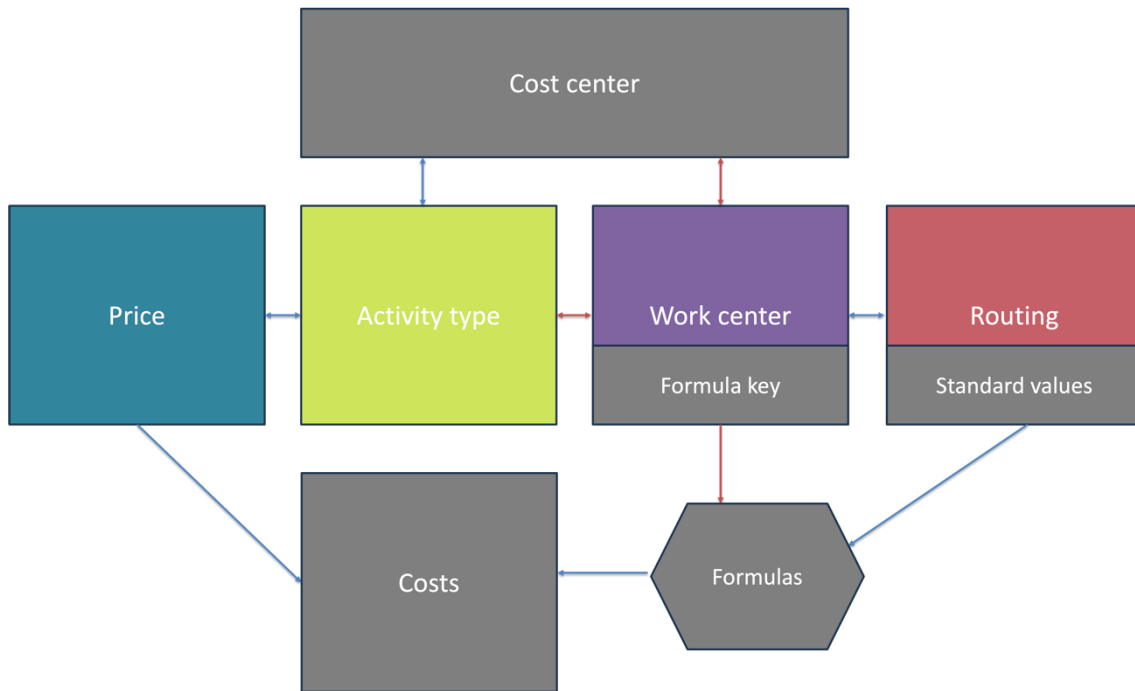 Cost center
Price
Activity type
Work center
Routing
Formula key
Standard values
Costs
Formulas